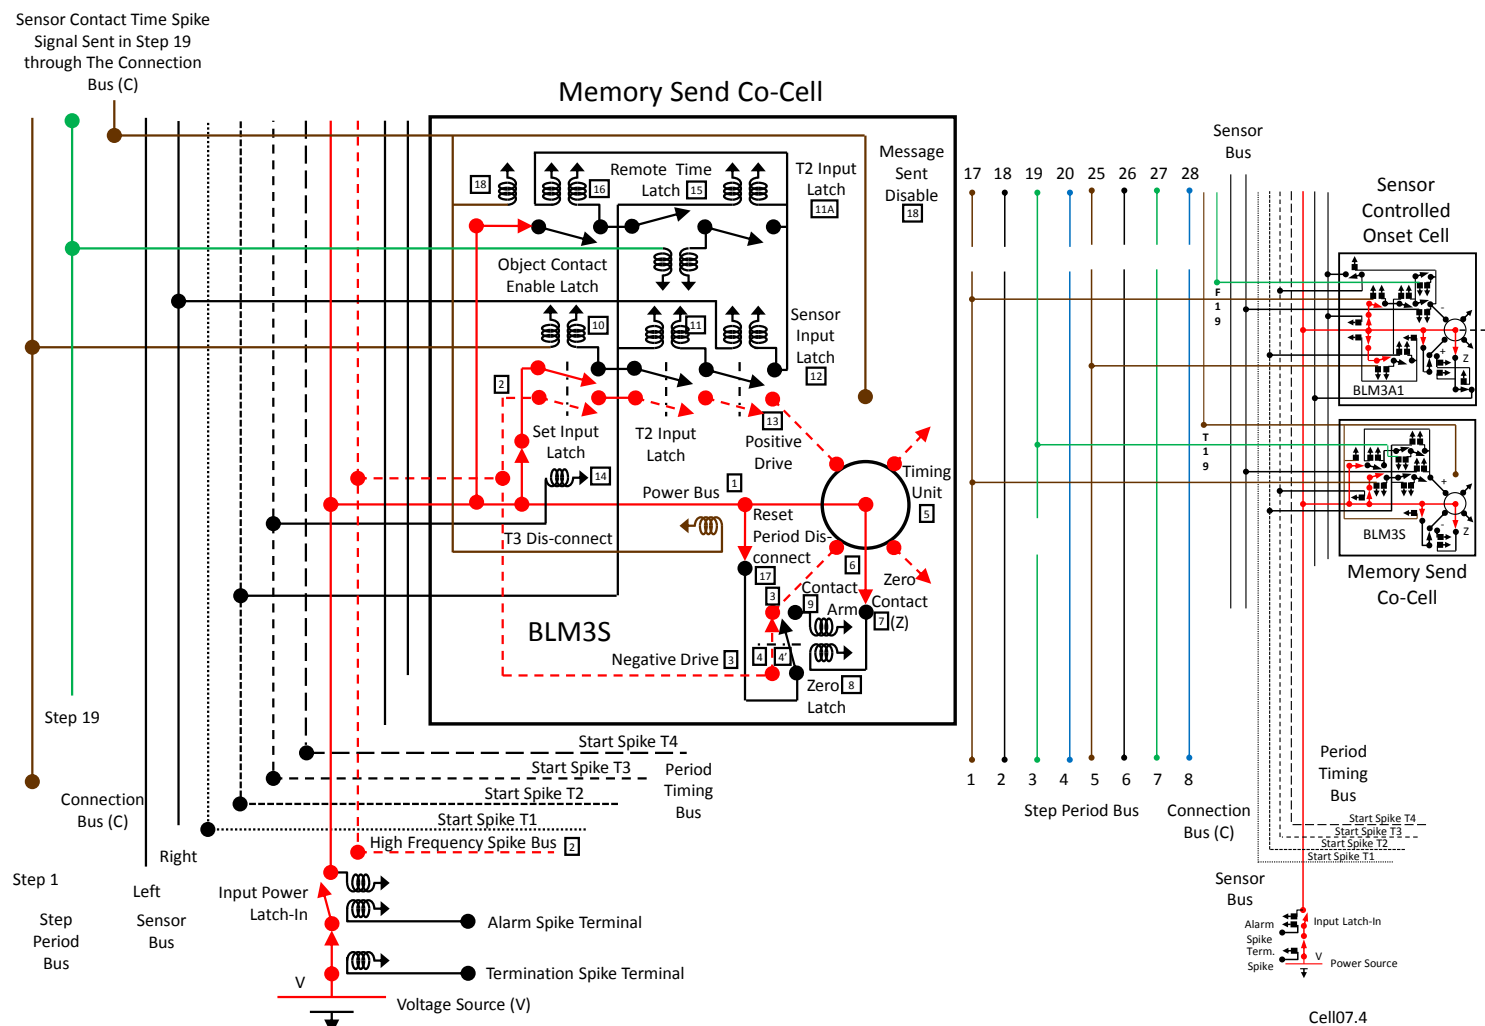 Sensor Contact Time Spike
Signal Sent in Step 19
through The Connection
Bus (C)
Memory Send Co-Cell
18
16
Remote Time
Latch
15
T2 Input
Latch
11A
Message
Sent
Disable
18
Object Contact
Enable Latch
10
11
Sensor
Input
Latch
12
2
Set Input
Latch
T2 Input
Latch
13
Positive
Drive
14
Power Bus
1
Timing
Unit
5
T3 Dis-connect
Reset
Period Dis-
connect
17
6
3
9
Contact
Arm
Zero
Contact
(Z)
7
BLM3S
Negative Drive
3
4
4'
Zero
Latch
8
Step 19
Start Spike T4
Start Spike T3
Start Spike T2
Start Spike T1
Period
Timing
Bus
High Frequency Spike Bus
2
Connection
Bus (C)
Right
Left
Step 1
Step
Period
Bus
Sensor
Bus
Input Power
Latch-In
Alarm Spike Terminal
Termination Spike Terminal
V
Voltage Source (V)
17 18 19 20 25 26 27 28
1 2 3 4 5 6 7 8
Step Period Bus
Connection
Bus (C)
Sensor
Bus
Sensor
Controlled
Onset Cell
F
1
9
-
+
Z
BLM3A1
T
1
9
+
-
Z
BLM3S
Memory Send
Co-Cell
Period
Timing
Bus
Start Spike T4
Start Spike T3
Start Spike T2
Start Spike T1
Sensor
Bus
Alarm
Spike
Term.
Spike
Input Latch-In
V
Power Source
Cell07.4